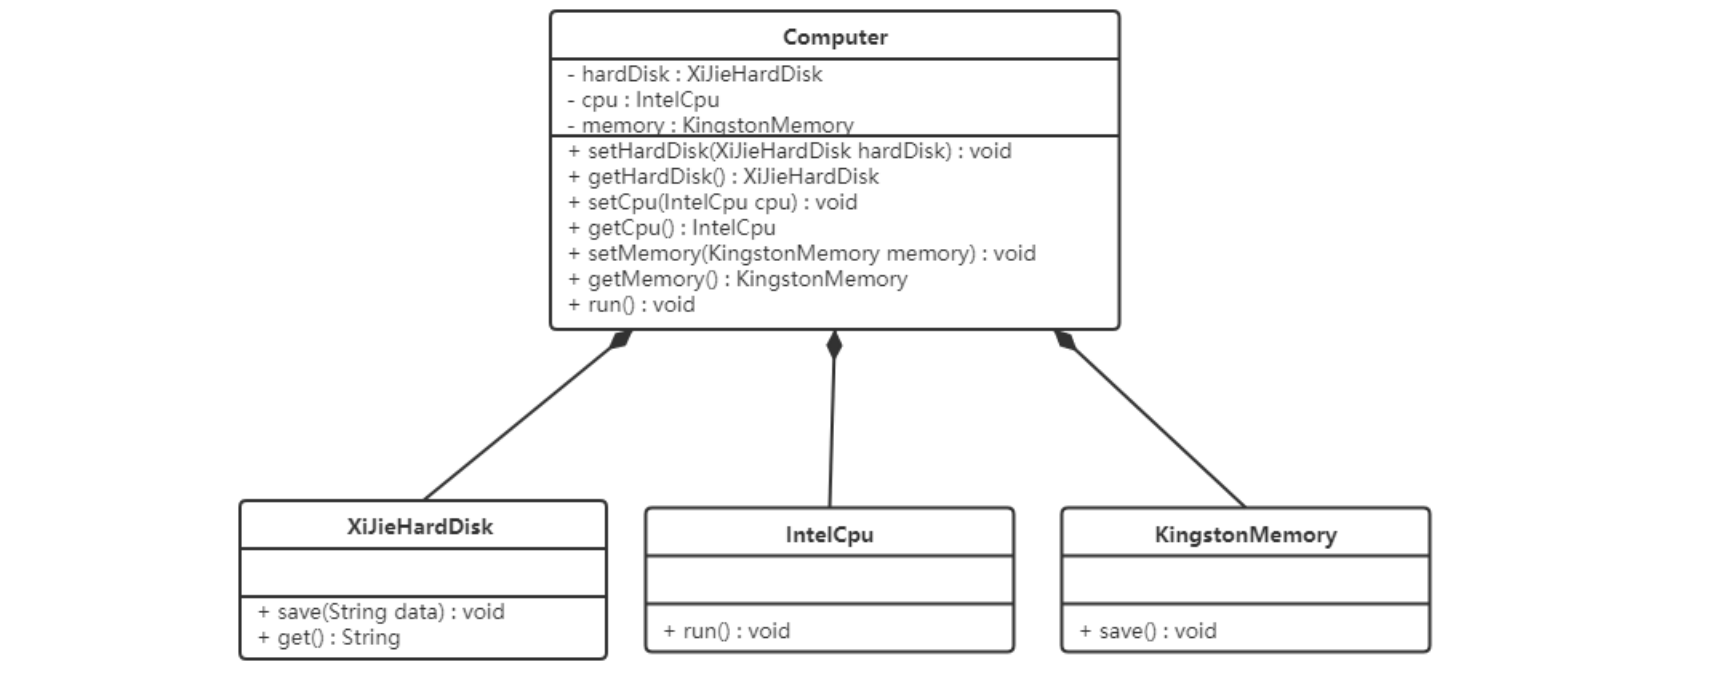 Computer
- hardDisk : XiJieHardDisk
- cpu : IntelCpu
- memory : KingstonMemory
+ setHardDisk(XiJieHardDisk hardDisk) : void
+ getHardDisk() : XiJieHardDisk
+ setCpu(IntelCpu cpu) : void
+ getCpu() : IntelCpu
+ setMemory(KingstonMemory memory) : void
+ getMemory() : KingstonMemory
+ run() : void
XiJieHardDisk
+ save(String data) : void
+ get() : String
IntelCpu
+ run() : void
KingstonMemory
+ save() : void